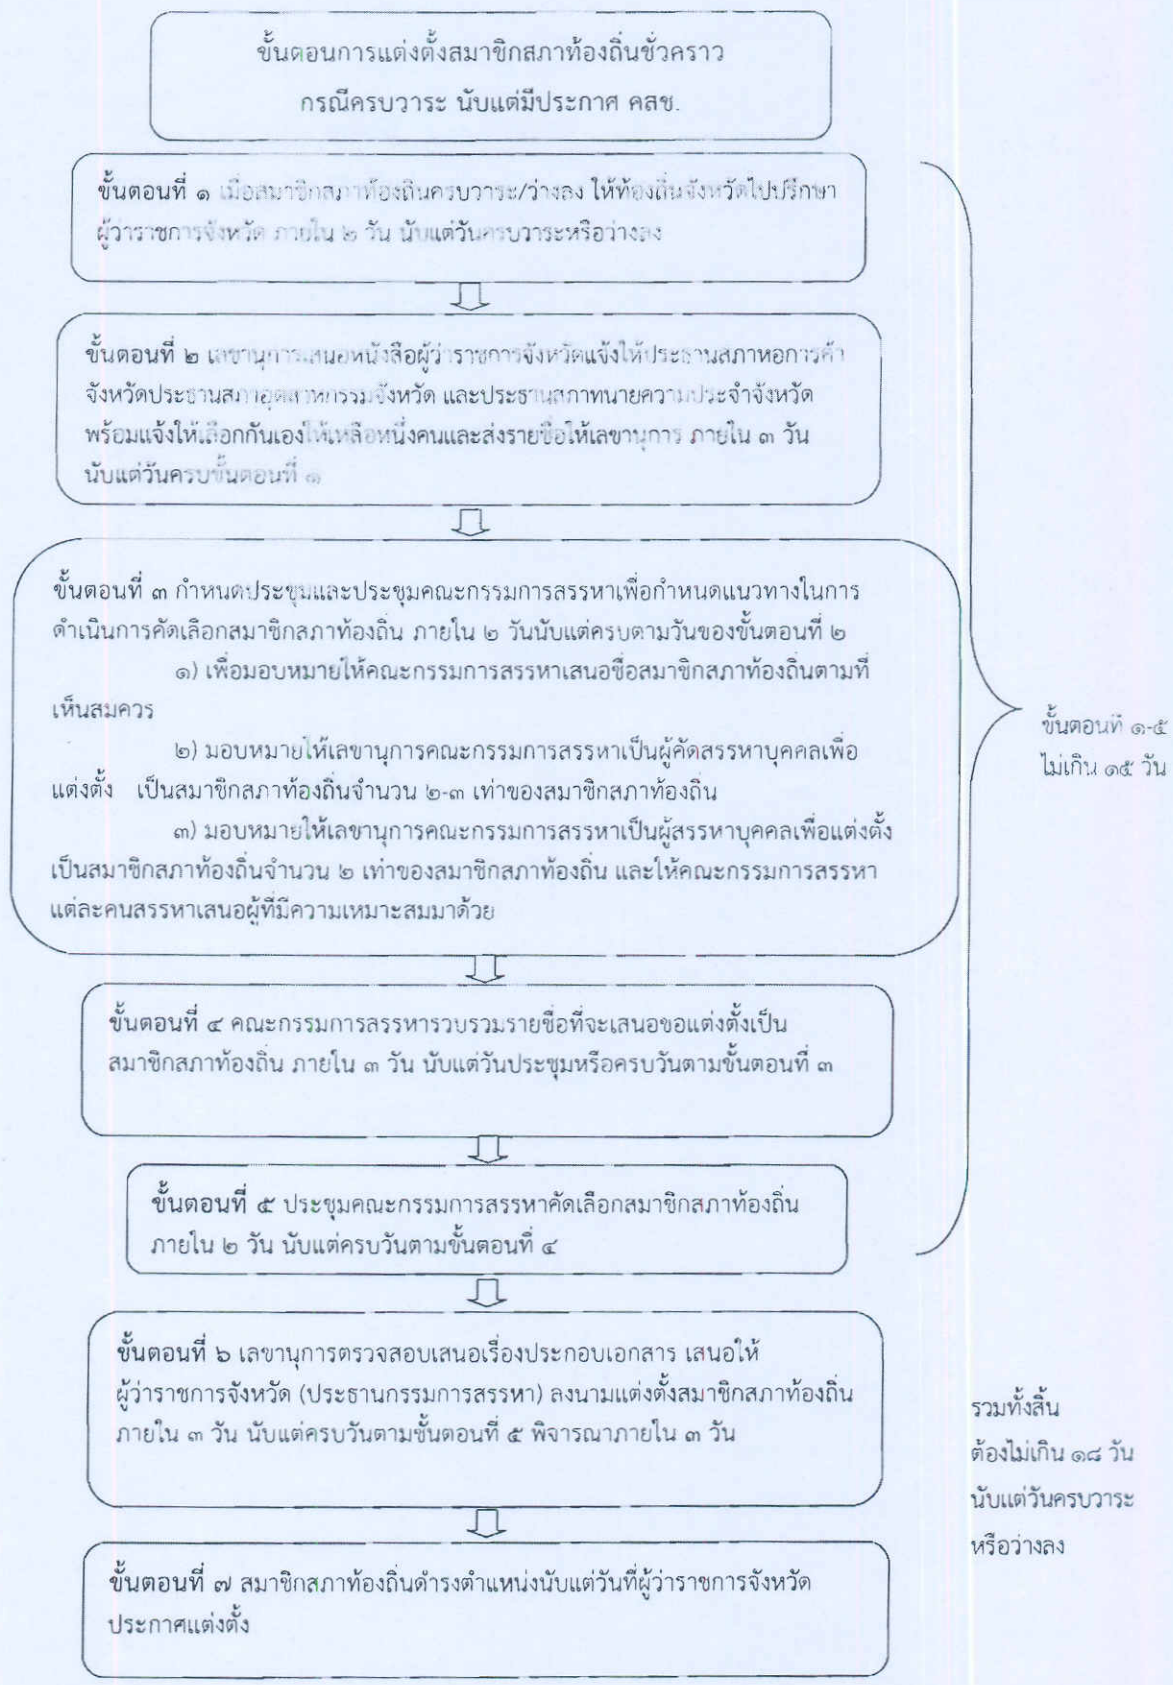 ขั้นตอนการแต่งตั้งสมาชิกสภาท้องถิ่นชั่วคราว
กรณีครบวาระ นับแต่มีประกาศ คสช.
ขั้นตอนที่ ๑ เมื่อสมาชิกสภาท้องถิ่นครบวาระ/ว่างลง ให้ท้องถิ่นจังหวัดไปปรึกษา
ผู้ว่าราชการจังหวัด ภายใน ๒ วัน นับแต่วันครบวาระหรือว่างลง
ขั้นตอนที่ ๒ เลขานุการเสนอหนังสือผู้ว่าราชการจังหวัดแจ้งให้ประธานสภาหอการค้า
จังหวัดประธานสภาอุตสาหกรรมจังหวัด และประธานสภาทนายความประจำจังหวัด
พร้อมแจ้งให้เลือกกันเองให้เหลือหนึ่งคนและส่งรายชื่อให้เลขานุการ ภายใน ๓ วัน
นับแต่วันครบขั้นตอนที่ ๑
ขั้นตอนที่ ๓ กำหนดประชุมและประชุมคณะกรรมการสรรหาเพื่อกำหนดแนวทางในการ
ดำเนินการคัดเลือกสมาชิกสภาท้องถิ่น ภายใน ๒ วันนับแต่ครบตามวันของขั้นตอนที่ ๒
๑) เพื่อมอบหมายให้คณะกรรมการสรรหาเสนอชื่อสมาชิกสภาท้องถิ่นตามที่
เห็นสมควร
๒) มอบหมายให้เลขานุการคณะกรรมการสรรหาเป็นผู้คัดสรรหาบุคคลเพื่อ
แต่งตั้ง เป็นสมาชิกสภาท้องถิ่นจำนวน ๒-๓ เท่าของสมาชิกสภาท้องถิ่น
๓) มอบหมายให้เลขานุการคณะกรรมการสรรหาเป็นผู้สรรหาบุคคลเพื่อแต่งตั้ง
เป็นสมาชิกสภาท้องถิ่นจำนวน ๒ เท่าของสมาชิกสภาท้องถิ่น และให้คณะกรรมการสรรหา
แต่ละคนสรรหาเสนอผู้ที่มีความเหมาะสมมาด้วย
ขั้นตอนที่ ๑-๕
ไม่เกิน ๑๕ วัน
ขั้นตอนที่ ๔ คณะกรรมการสรรหารวบรวมรายชื่อที่จะเสนอขอแต่งตั้งเป็น
สมาชิกสภาท้องถิ่น ภายใน ๓ วัน นับแต่วันประชุมหรือครบวันตามขั้นตอนที่ ๓
ขั้นตอนที่ ๕ ประชุมคณะกรรมการสรรหาคัดเลือกสมาชิกสภาท้องถิ่น
ภายใน ๒ วัน นับแต่ครบวันตามขั้นตอนที่ ๔
ขั้นตอนที่ ๖ เลขานุการตรวจสอบเสนอเรื่องประกอบเอกสาร เสนอให้
ผู้ว่าราชการจังหวัด (ประธานกรรมการสรรหา) ลงนามแต่งตั้งสมาชิกสภาท้องถิ่น
ภายใน ๓ วัน นับแต่ครบวันตามขั้นตอนที่ ๕ พิจารณาภายใน ๓ วัน
รวมทั้งสิ้น
ต้องไม่เกิน ๑๘ วัน
นับแต่วันครบวาระ
หรือว่างลง
ขั้นตอนที่ ๗ สมาชิกสภาท้องถิ่นดำรงตำแหน่งนับแต่วันที่ผู้ว่าราชการจังหวัด
ประกาศแต่งตั้ง